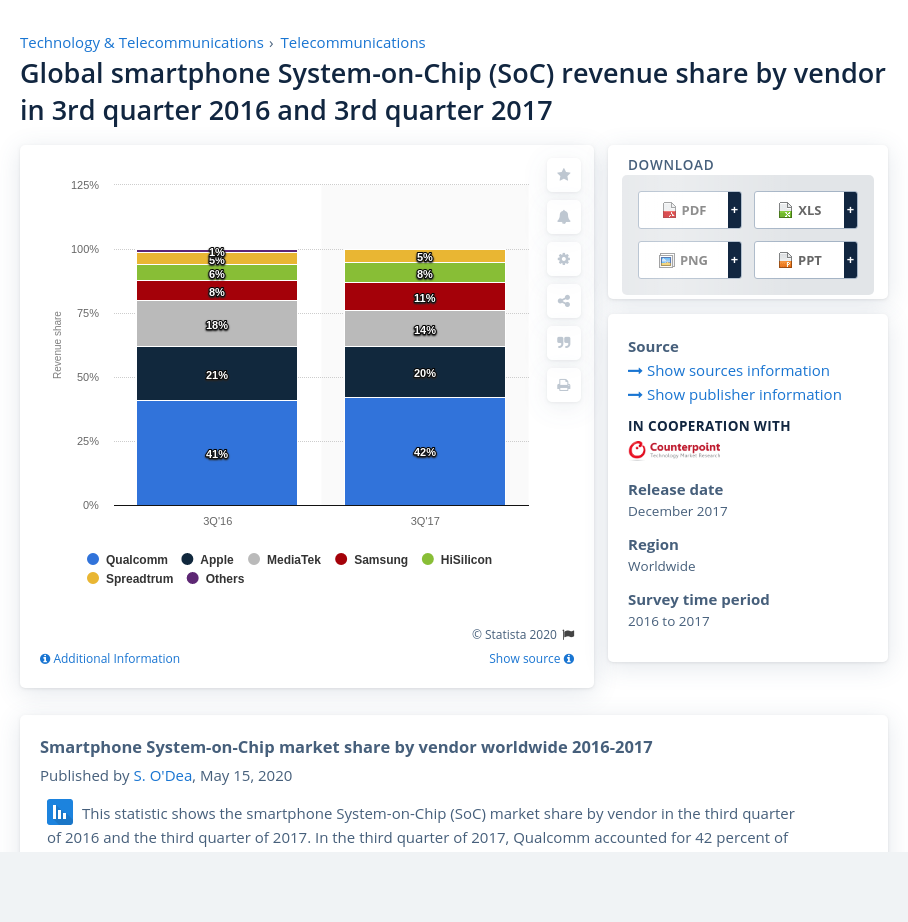 Technology & Telecommunications › Telecommunications
Global smartphone System-on-Chip (SoC) revenue share by vendor
in 3rd quarter 2016 and 3rd quarter 2017
125%
100%
75%
50%
25%
0%
Revenue share
1%
5%
6%
8%
18%
21%
41%
5%
8%
11%
14%
20%
42%
3Q'16
3Q'17
Qualcomm Apple MediaTek Samsung HiSilicon
Spreadtrum Others
© Statista 2020
Additional Information
Show source
DOWNLOAD
PDF + XLS +
PNG + PPT +
Source
Show sources information
Show publisher information
IN COOPERATION WITH
Counterpoint
Technology Market Research
Release date
December 2017
Region
Worldwide
Survey time period
2016 to 2017
Smartphone System-on-Chip market share by vendor worldwide 2016-2017
Published by S. O'Dea, May 15, 2020
This statistic shows the smartphone System-on-Chip (SoC) market share by vendor in the third quarter
of 2016 and the third quarter of 2017. In the third quarter of 2017, Qualcomm accounted for 42 percent of